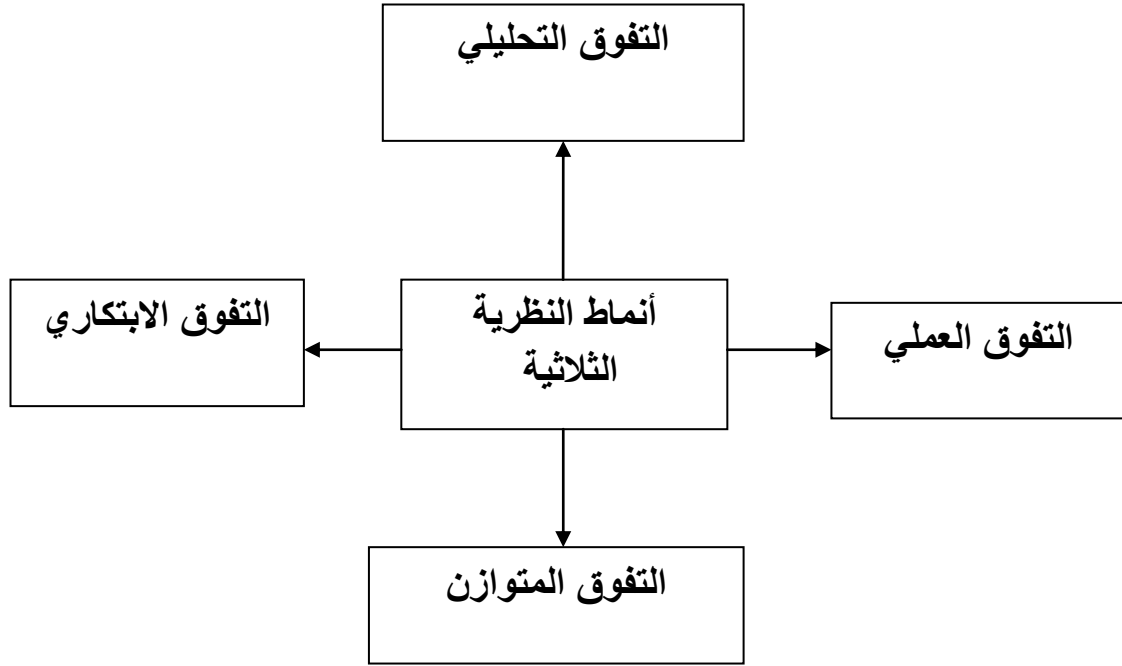 التفوق التحليلي
أنماط النظرية
الثلاثية
التفوق العملي
التفوق الابتكاري
التفوق المتوازن